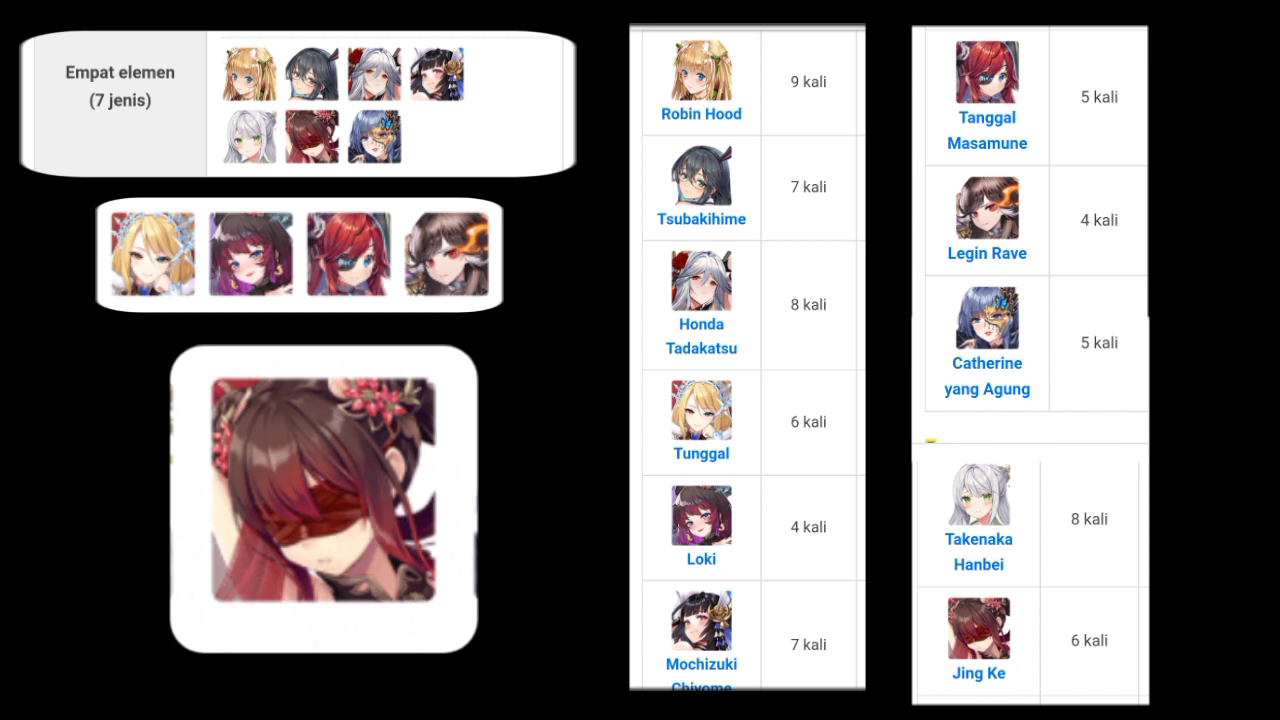 Empat elemen
(7 jenis)
Robin Hood
9 kali
Tsubakihime
7 kali
Honda
Tadakatsu
8 kali
Tunggal
6 kali
Loki
4 kali
Mochizuki
Chiyome
7 kali
Tanggal
Masamune
5 kali
Legin Rave
4 kali
Catherine
yang Agung
5 kali
Takenaka
Hanbei
8 kali
Jing Ke
6 kali